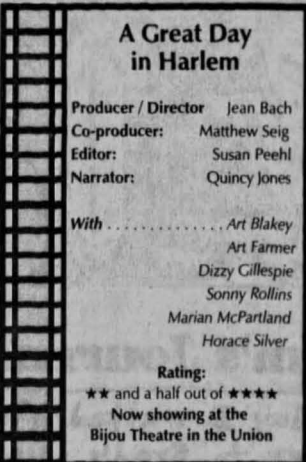 A Great Day
in Harlem
Producer / Director Jean Bach
Co-producer: Matthew Seig
Editor: Susan Peehl
Narrator: Quincy Jones
With . . . . . . . . . . . . . Art Blakey
Art Farmer
Dizzy Gillespie
Sonny Rollins
Marian McPartland
Horace Silver
Rating:
★★ and a half out of ★★★★
Now showing at the
Bijou Theatre in the Union